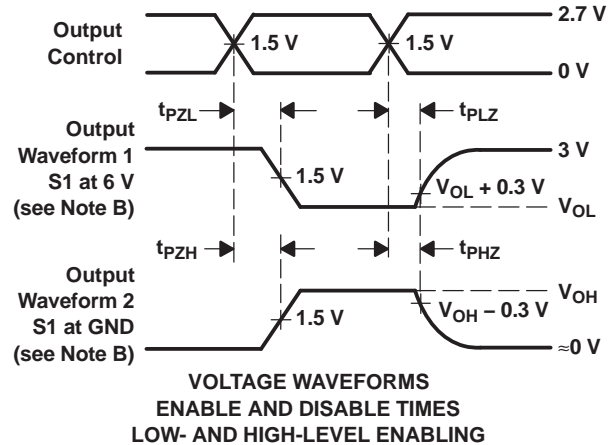 Output
Control
1.5 V
1.5 V
2.7 V
0 V
tPZL
tPLZ
Output
Waveform 1
S1 at 6 V
(see Note B)
1.5 V
VOL + 0.3 V
3 V
VOL
tPZH
tPHZ
Output
Waveform 2
S1 at GND
(see Note B)
1.5 V
VOH − 0.3 V
VOH
≈0 V
VOLTAGE WAVEFORMS
ENABLE AND DISABLE TIMES
LOW- AND HIGH-LEVEL ENABLING